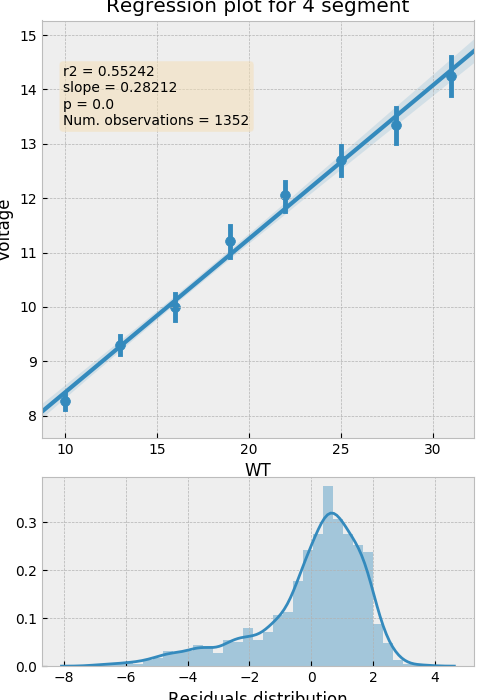 Regression plot for 4 segment
15
14
13
12
11
10
9
8
r2 = 0.55242
slope = 0.28212
p = 0.0
Num. observations = 1352
Voltage
10 15 20 25 30
WT
0.3
0.2
0.1
0.0
−8 −6 −4 −2 0 2 4
Residuals distribution